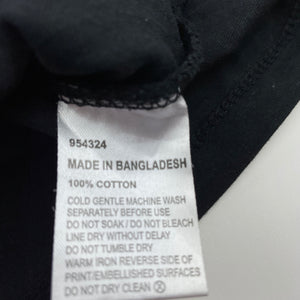 954324
MADE IN BANGLADESH
100% COTTON
COLD GENTLE MACHINE WASH
SEPARATELY BEFORE USE
DO NOT SOAK / DO NOT BLEACH
LINE DRY WITHOUT DELAY
DO NOT TUMBLE DRY
WARM IRON REVERSE SIDE OF
PRINT/EMBELLISHED SURFACES
DO NOT DRY CLEAN